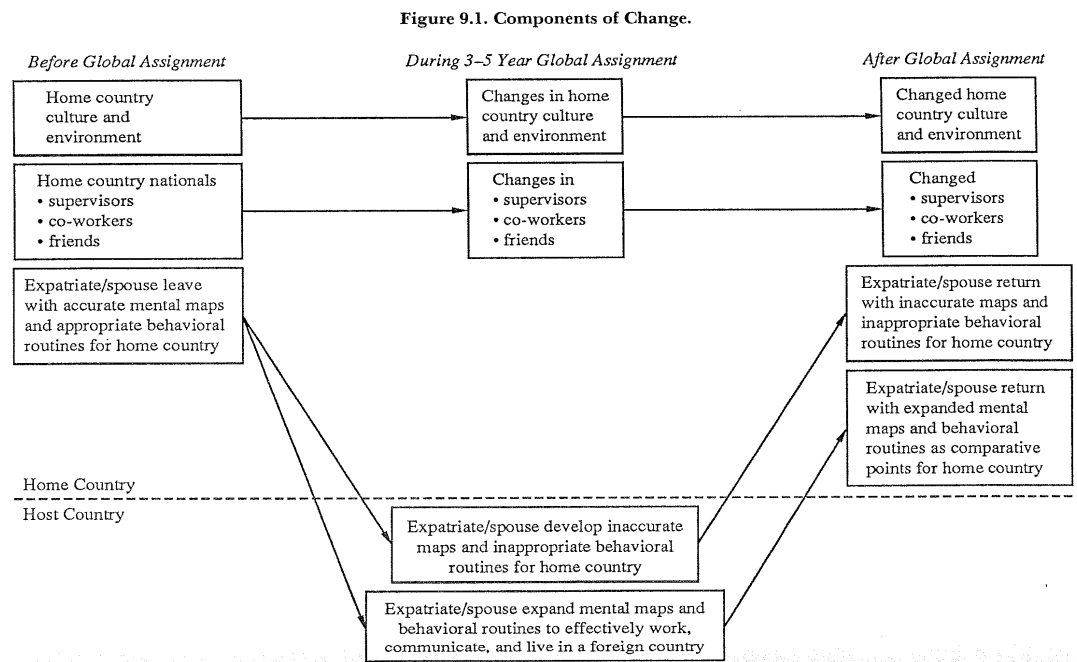 Figure 9.1. Components of Change.
Before Global Assignment
During 3–5 Year Global Assignment
After Global Assignment
Home country
culture and
environment
Changes in home
country culture
and environment
Changed home
country culture
and environment
Home country nationals
• supervisors
• co-workers
• friends
Changes in
• supervisors
• co-workers
• friends
Changed
• supervisors
• co-workers
• friends
Expatriate/spouse leave
with accurate mental maps
and appropriate behavioral
routines for home country
Expatriate/spouse return
with inaccurate maps and
inappropriate behavioral
routines for home country
Expatriate/spouse return
with expanded mental
maps and behavioral
routines as comparative
points for home country
Home Country
Host Country
Expatriate/spouse develop inaccurate
maps and inappropriate behavioral
routines for home country
Expatriate/spouse expand mental maps and
behavioral routines to effectively work,
communicate, and live in a foreign country